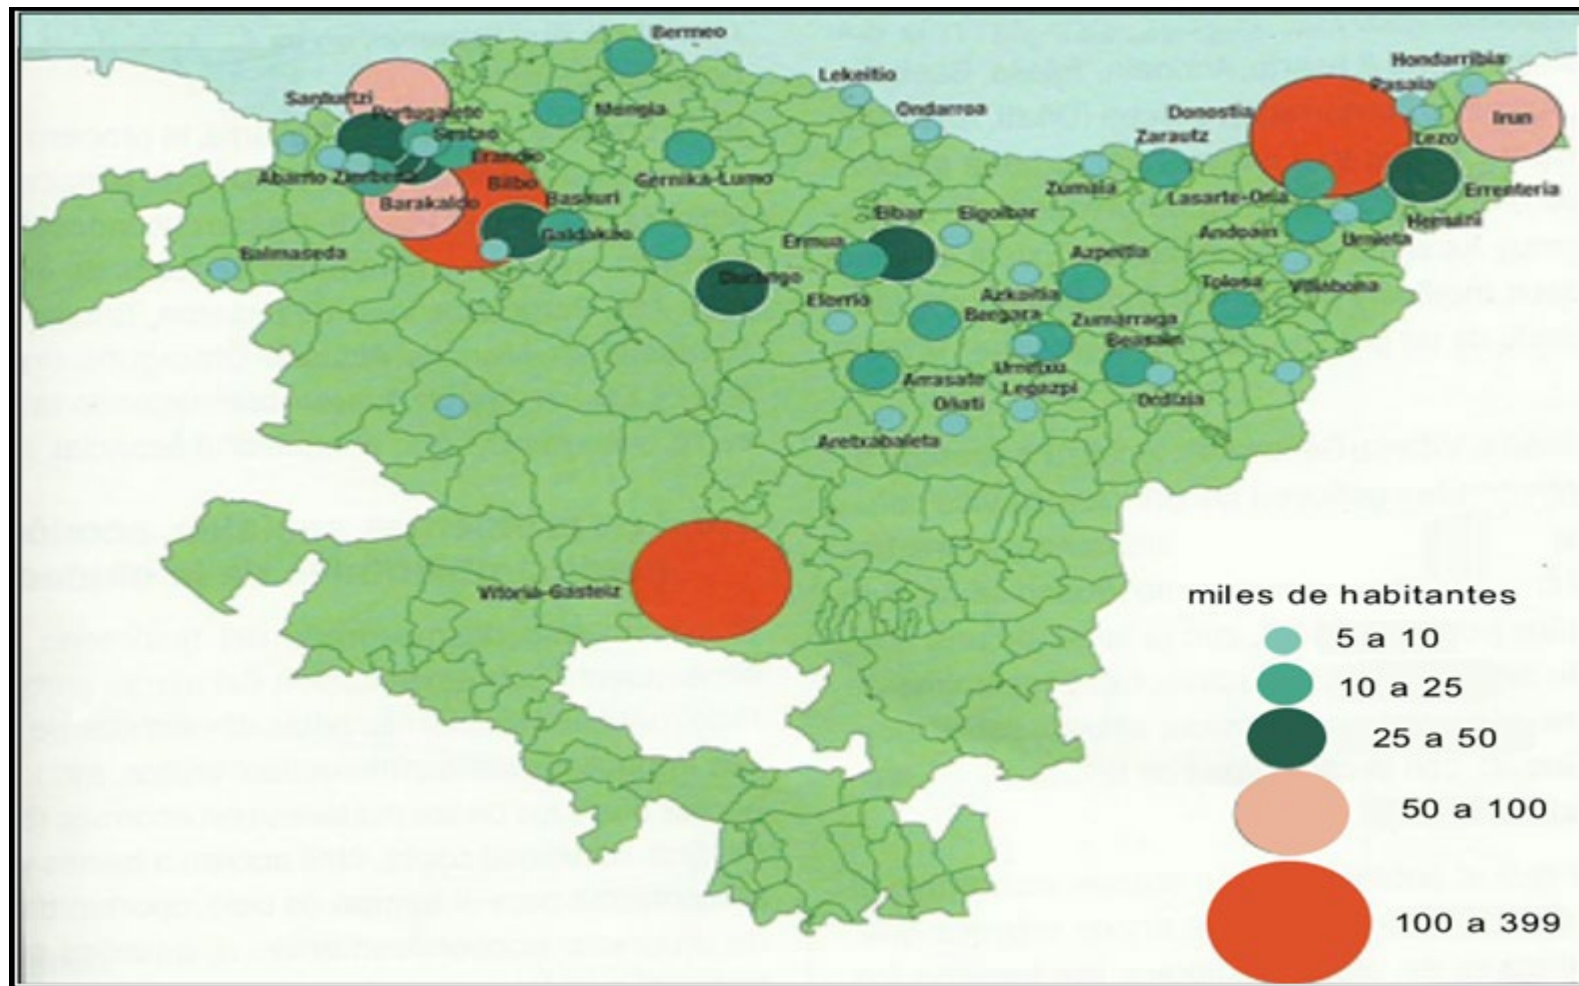 Bermeo
Lekeitio
Hondarribia
Pasaia
Santurtzi
Portugalete
Mongia
Ondarroa
Donostia
Irun
Sestao
Zarautz
Lezo
Erandio
Abanto Zierbena
Bilbo
Gernika-Lumo
Zumaia
Lasarte-Oria
Errenteria
Barakaldo
Basauri
Eibar
Elgoibar
Hernani
Galdakao
Ermua
Andoain
Urnieta
Balmaseda
Durango
Azpeitia
Elorrio
Azkoitia
Tolosa
Villabona
Bergara
Zumarraga
Beasain
Arrasate
Urretxu
Legazpi
Oñati
Ordizia
Aretxabaleta
Vitoria-Gasteiz
miles de habitantes
5 a 10
10 a 25
25 a 50
50 a 100
100 a 399